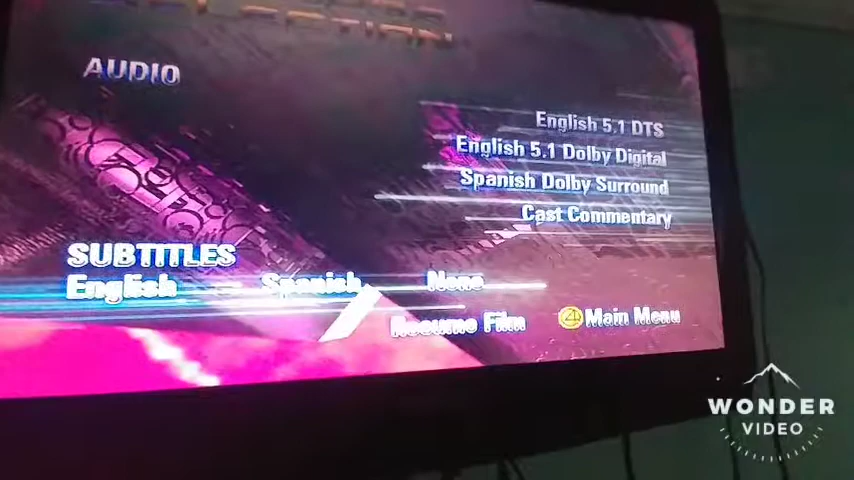 AUDIO
English 5.1 DTS
English 5.1 Dolby Digital
Spanish Dolby Surround
Cast Commentary
SUBTITLES
English Spanish None
Resume Film Main Menu
WONDER
VIDEO